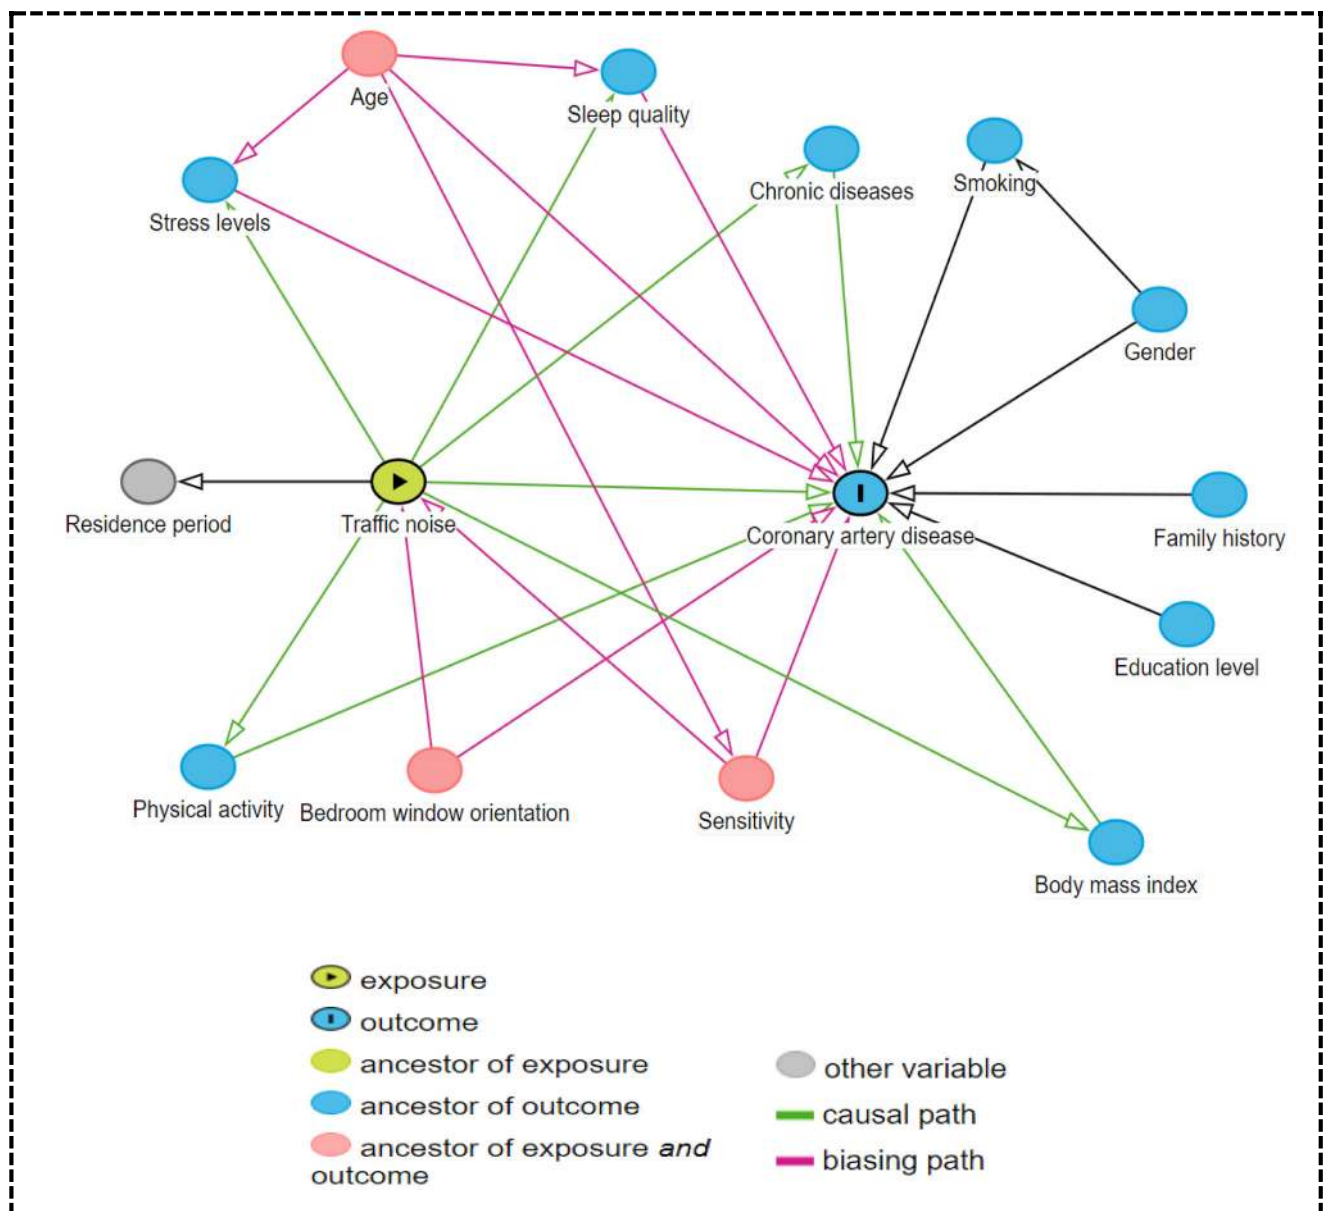 Age
Sleep quality
Chronic diseases
Smoking
Stress levels
Gender
Residence period
Traffic noise
Coronary artery disease
Family history
Education level
Physical activity
Bedroom window orientation
Sensitivity
Body mass index
exposure
outcome
ancestor of exposure
ancestor of outcome
ancestor of exposure and
outcome
other variable
causal path
biasing path